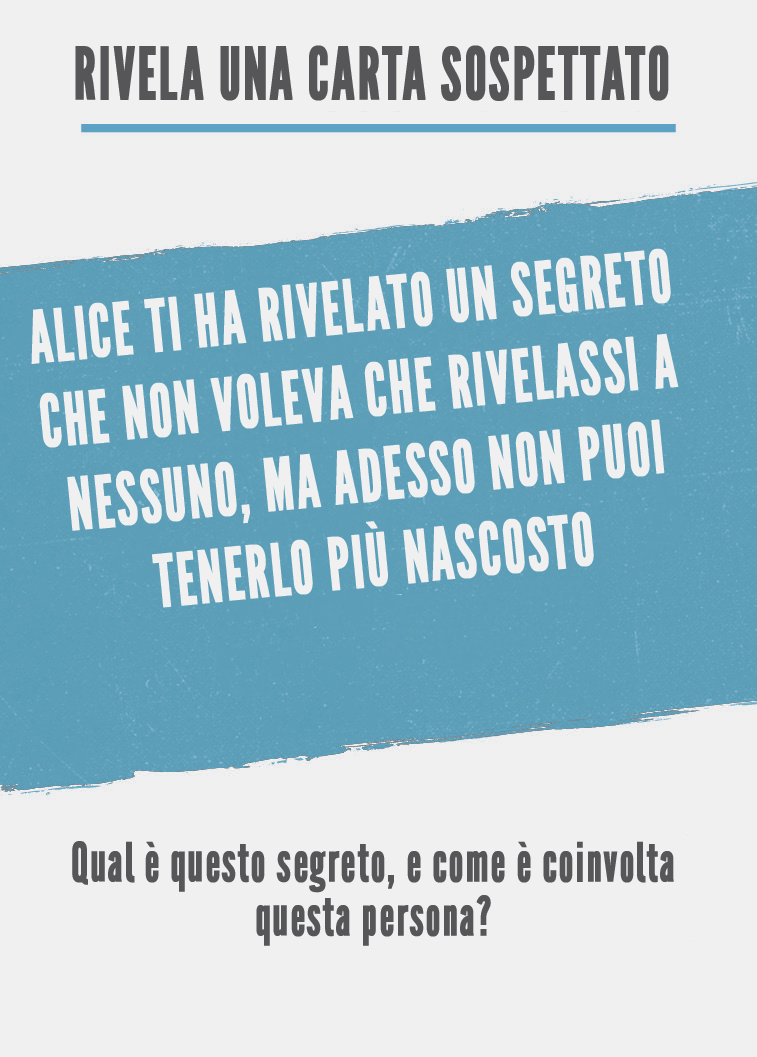 RIVELA UNA CARTA SOSPETTATO
ALICE TI HA RIVELATO UN SEGRETO
CHE NON VOLEVA CHE RIVELASSI A
NESSUNO, MA ADESSO NON PUOI
TENERLO PIÙ NASCOSTO
Qual è questo segreto, e come è coinvolta
questa persona?